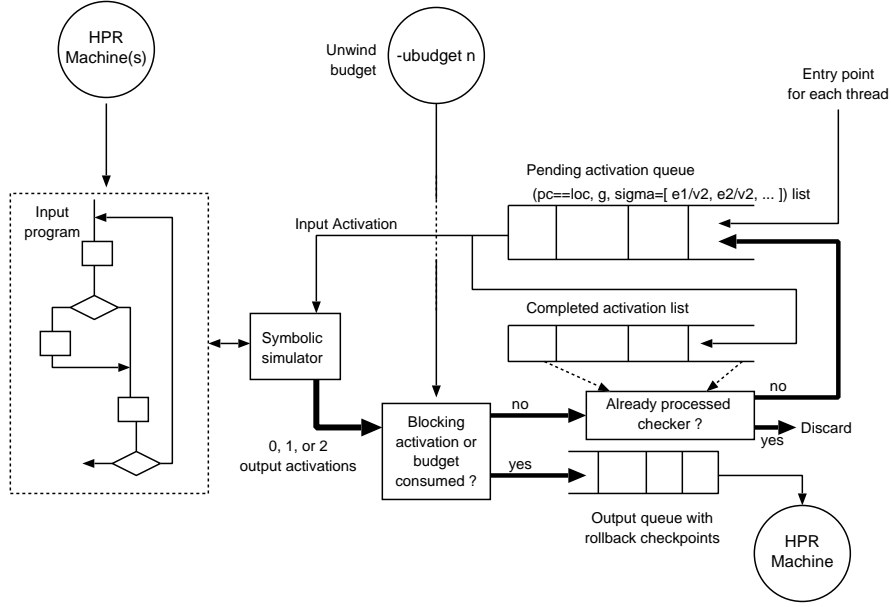 HPR
Machine(s)
Unwind
budget
-ubudget n
Entry point
for each thread
Pending activation queue
(pc==loc, g, sigma=[ e1/v2, e2/v2, ... ]) list
Input
program
Input Activation
Completed activation list
Symbolic
simulator
no
Already processed
checker ?
no
yes
Discard
Blocking
activation or
budget
consumed ?
0, 1, or 2
output activations
yes
Output queue with
rollback checkpoints
HPR
Machine